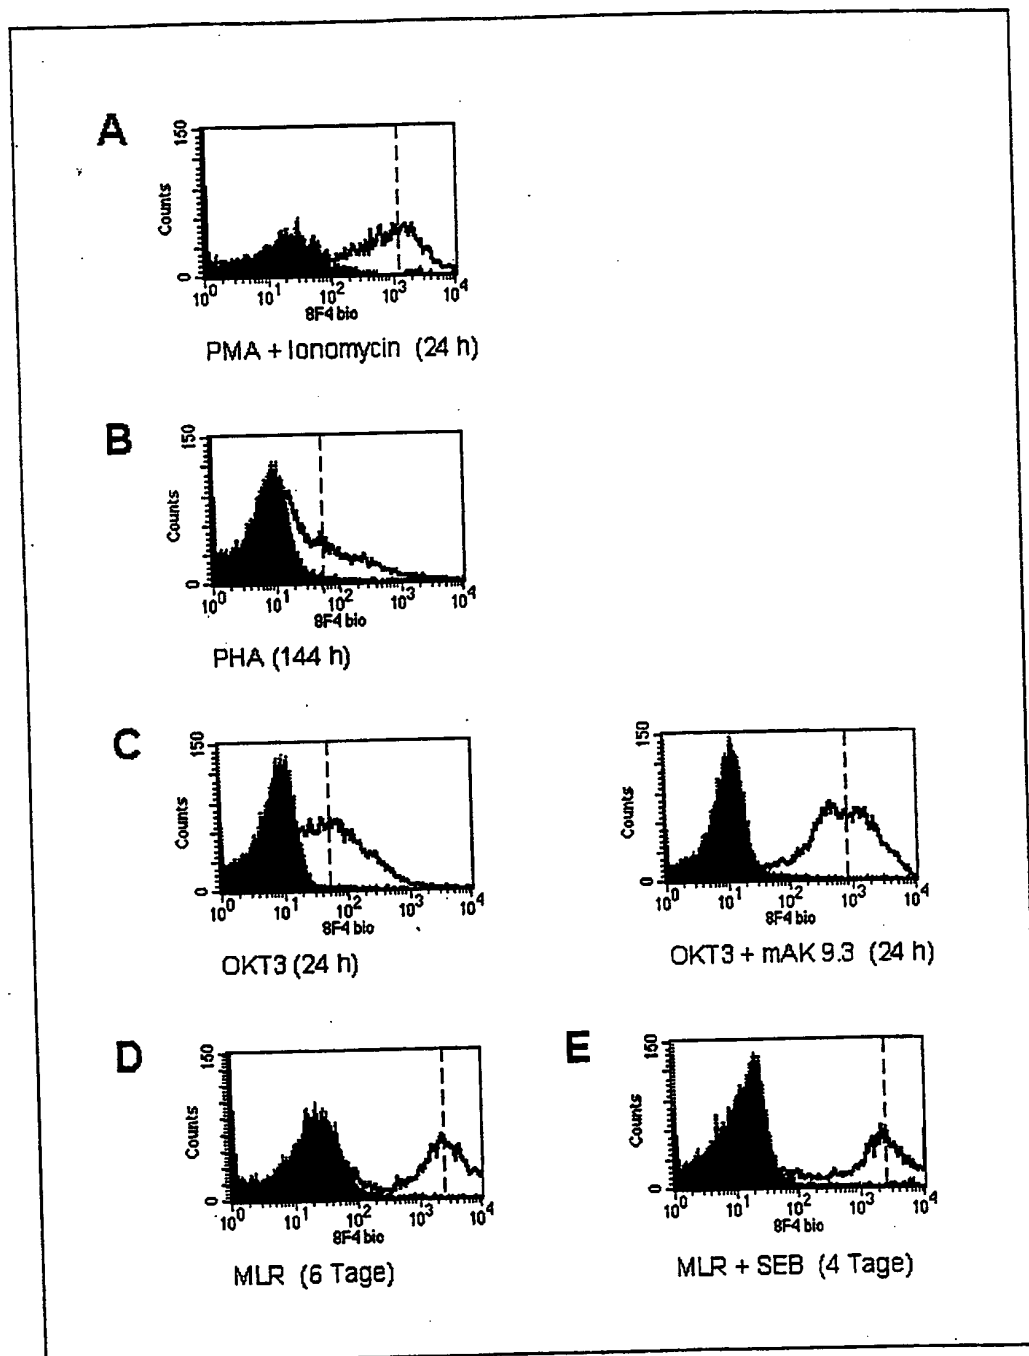 A
150
Counts
0
10^0 10^1 10^2 10^3 10^4
8F4 bio
PMA + Ionomycin (24 h)
B
150
Counts
0
10^0 10^1 10^2 10^3 10^4
8F4 bio
PHA (144 h)
C
150
Counts
0
10^0 10^1 10^2 10^3 10^4
8F4 bio
OKT3 (24 h)
150
Counts
0
10^0 10^1 10^2 10^3 10^4
8F4 bio
OKT3 + mAK 9.3 (24 h)
D
150
Counts
0
10^0 10^1 10^2 10^3 10^4
8F4 bio
MLR (6 Tage)
E
150
Counts
0
10^0 10^1 10^2 10^3 10^4
8F4 bio
MLR + SEB (4 Tage)